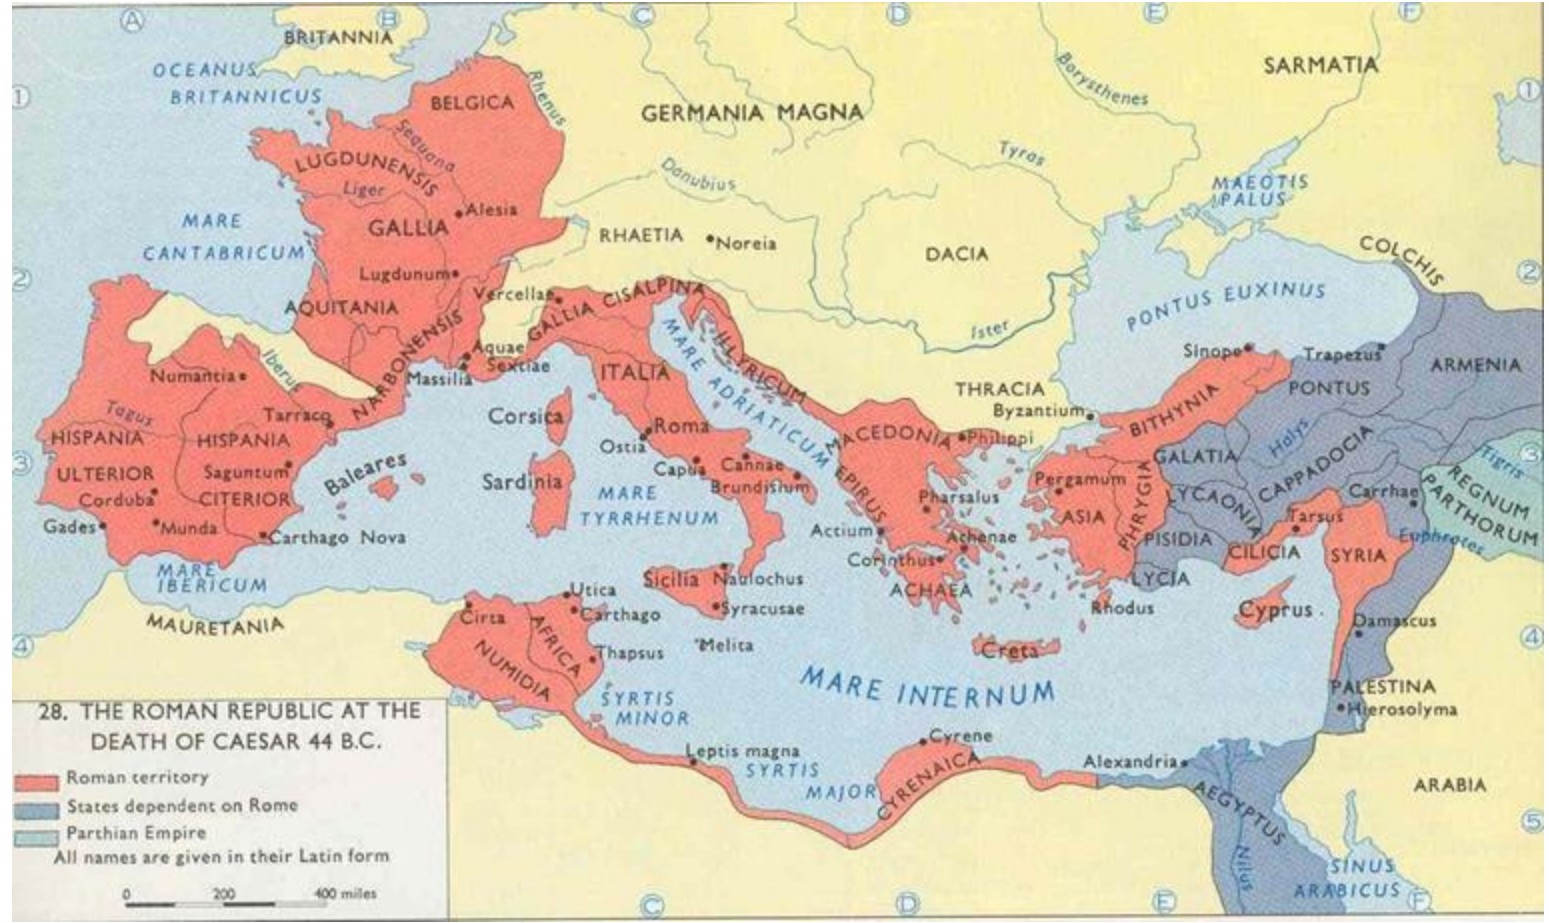 A
B
C
D
E
F
BRITANNIA
OCEANUS
BRITANNICUS
SARMATIA
1
1
BELGICA
Rhenus
GERMANIA MAGNA
Borysthenes
Sequana
LUGDUNENSIS
Liger
Danubius
Tyras
MAEOTIS
PALUS
MARE
CANTABRICUM
Alesia
GALLIA
RHAETIA
Noreia
DACIA
COLCHIS
2
2
Lugdunum
Vercellae
GALLIA CISALPINA
AQUITANIA
NARBONENSIS
PONTUS EUXINUS
Ister
Iberus
Aquae
Sextiae
Massilia
MARE ADRIATICUM
ILLYRICUM
Sinope
Trapezus
ARMENIA
Numantia
ITALIA
THRACIA
PONTUS
Byzantium
BITHYNIA
Tagus
Tarraco
Corsica
Roma
Ostia
MACEDONIA
Philippi
Halys
HISPANIA
ULTERIOR
HISPANIA
CITERIOR
Saguntum
Baleares
Capua
Cannae
Brundisium
EPIRUS
GALATIA
CAPPADOCIA
Tigris
3
3
Corduba
Sardinia
MARE
TYRRHENUM
Pergamum
PHRYGIA
LYCAONIA
Carrhae
REGNUM
PARTHORUM
Pharsalus
ASIA
Tarsus
Gades
Munda
Carthago Nova
Actium
Achenae
PISIDIA
CILICIA
SYRIA
Euphrates
Corinthus
ACHAEA
LYCIA
MARE
IBERICUM
Sicilia
Naulochus
Rhodus
Cyprus
MAURETANIA
Cirta
Utica
Carthago
Syracusae
Damascus
4
4
NUMIDIA
AFRICA
Thapsus
Melita
Creta
SYRTIS
MINOR
MARE INTERNUM
PALESTINA
Hierosolyma
28. THE ROMAN REPUBLIC AT THE
DEATH OF CAESAR 44 B.C.
Roman territory
States dependent on Rome
Parthian Empire
All names are given in their Latin form
0 200 400 miles
Leptis magna
SYRTIS
MAJOR
Cyrene
CYRENAICA
Alexandria
AEGYPTUS
ARABIA
5
Nilus
SINUS
ARABICUS
C
D
E
F